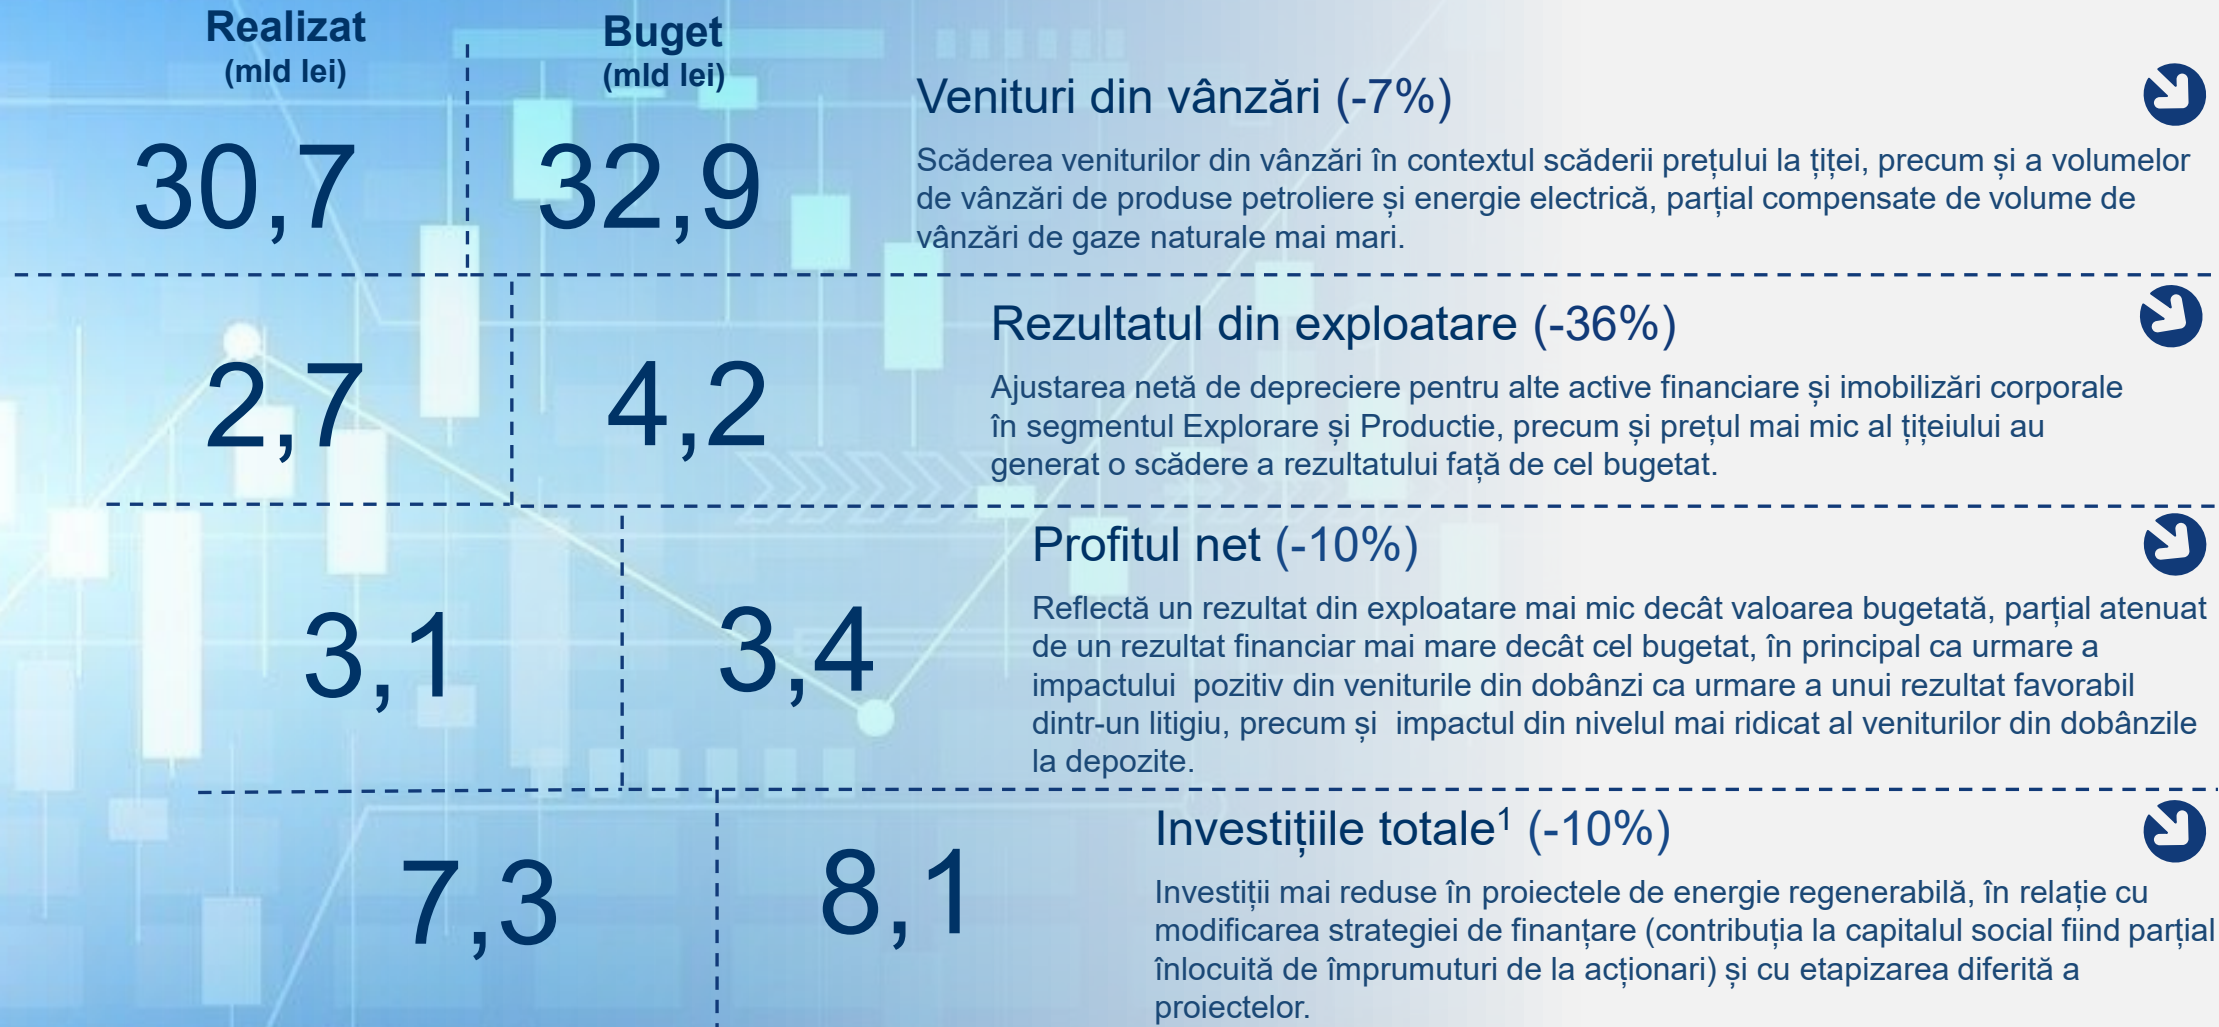 Realizat
(mld lei)
Buget
(mld lei)
30,7
32,9
Venituri din vânzări (-7%)
Scăderea veniturilor din vânzări în contextul scăderii prețului la țiței, precum și a volumelor
de vânzări de produse petroliere și energie electrică, parțial compensate de volume de
vânzări de gaze naturale mai mari.
2,7
4,2
Rezultatul din exploatare (-36%)
Ajustarea netă de depreciere pentru alte active financiare și imobilizări corporale
în segmentul Explorare și Productie, precum și prețul mai mic al țițeiului au
generat o scădere a rezultatului față de cel bugetat.
3,1
3,4
Profitul net (-10%)
Reflectă un rezultat din exploatare mai mic decât valoarea bugetată, parțial atenuat
de un rezultat financiar mai mare decât cel bugetat, în principal ca urmare a
impactului  pozitiv din veniturile din dobânzi ca urmare a unui rezultat favorabil
dintr-un litigiu, precum și  impactul din nivelul mai ridicat al veniturilor din dobânzile
la depozite.
7,3
8,1
Investițiile totale¹ (-10%)
Investiții mai reduse în proiectele de energie regenerabilă, în relație cu
modificarea strategiei de finanțare (contribuția la capitalul social fiind parțial
înlocuită de împrumuturi de la acționari) și cu etapizarea diferită a
proiectelor.